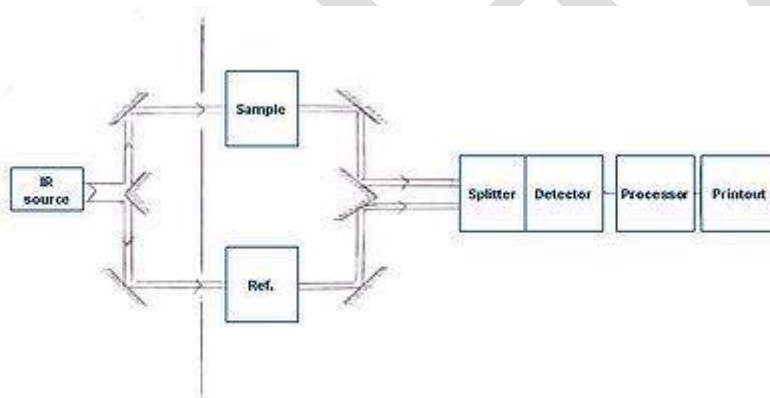 IR
source
Sample
Ref.
Splitter
Detector
Processor
Printout